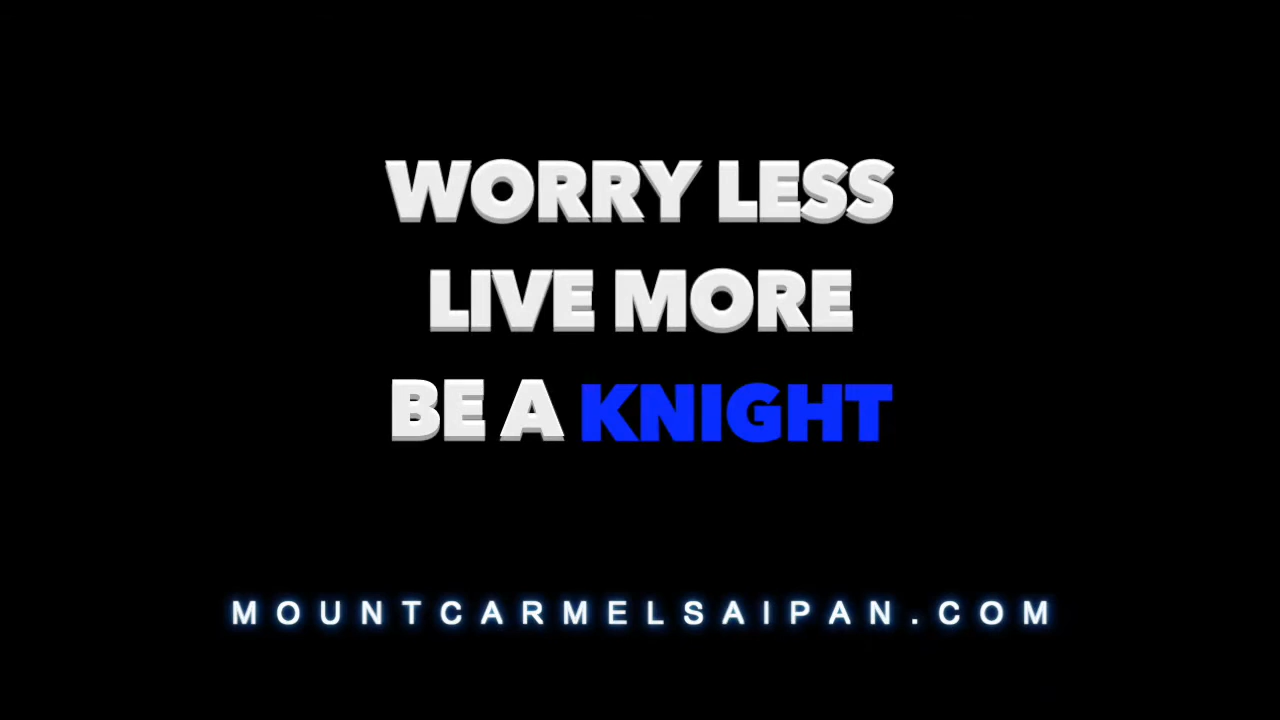 WORRY LESS
LIVE MORE
BE A KNIGHT
MOUNTCARMELSAIPAN.COM